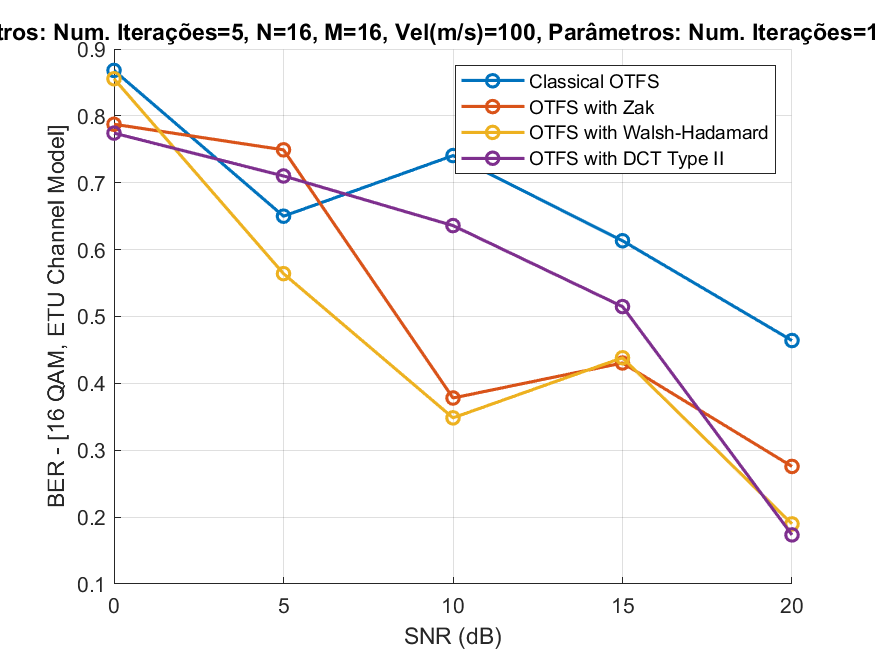 tros: Num. Iterações=5, N=16, M=16, Vel(m/s)=100, Parâmetros: Num. Iterações=1
Classical OTFS
OTFS with Zak
OTFS with Walsh-Hadamard
OTFS with DCT Type II
BER - [16 QAM, ETU Channel Model]
0.9
0.8
0.7
0.6
0.5
0.4
0.3
0.2
0.1
0 5 10 15 20
SNR (dB)